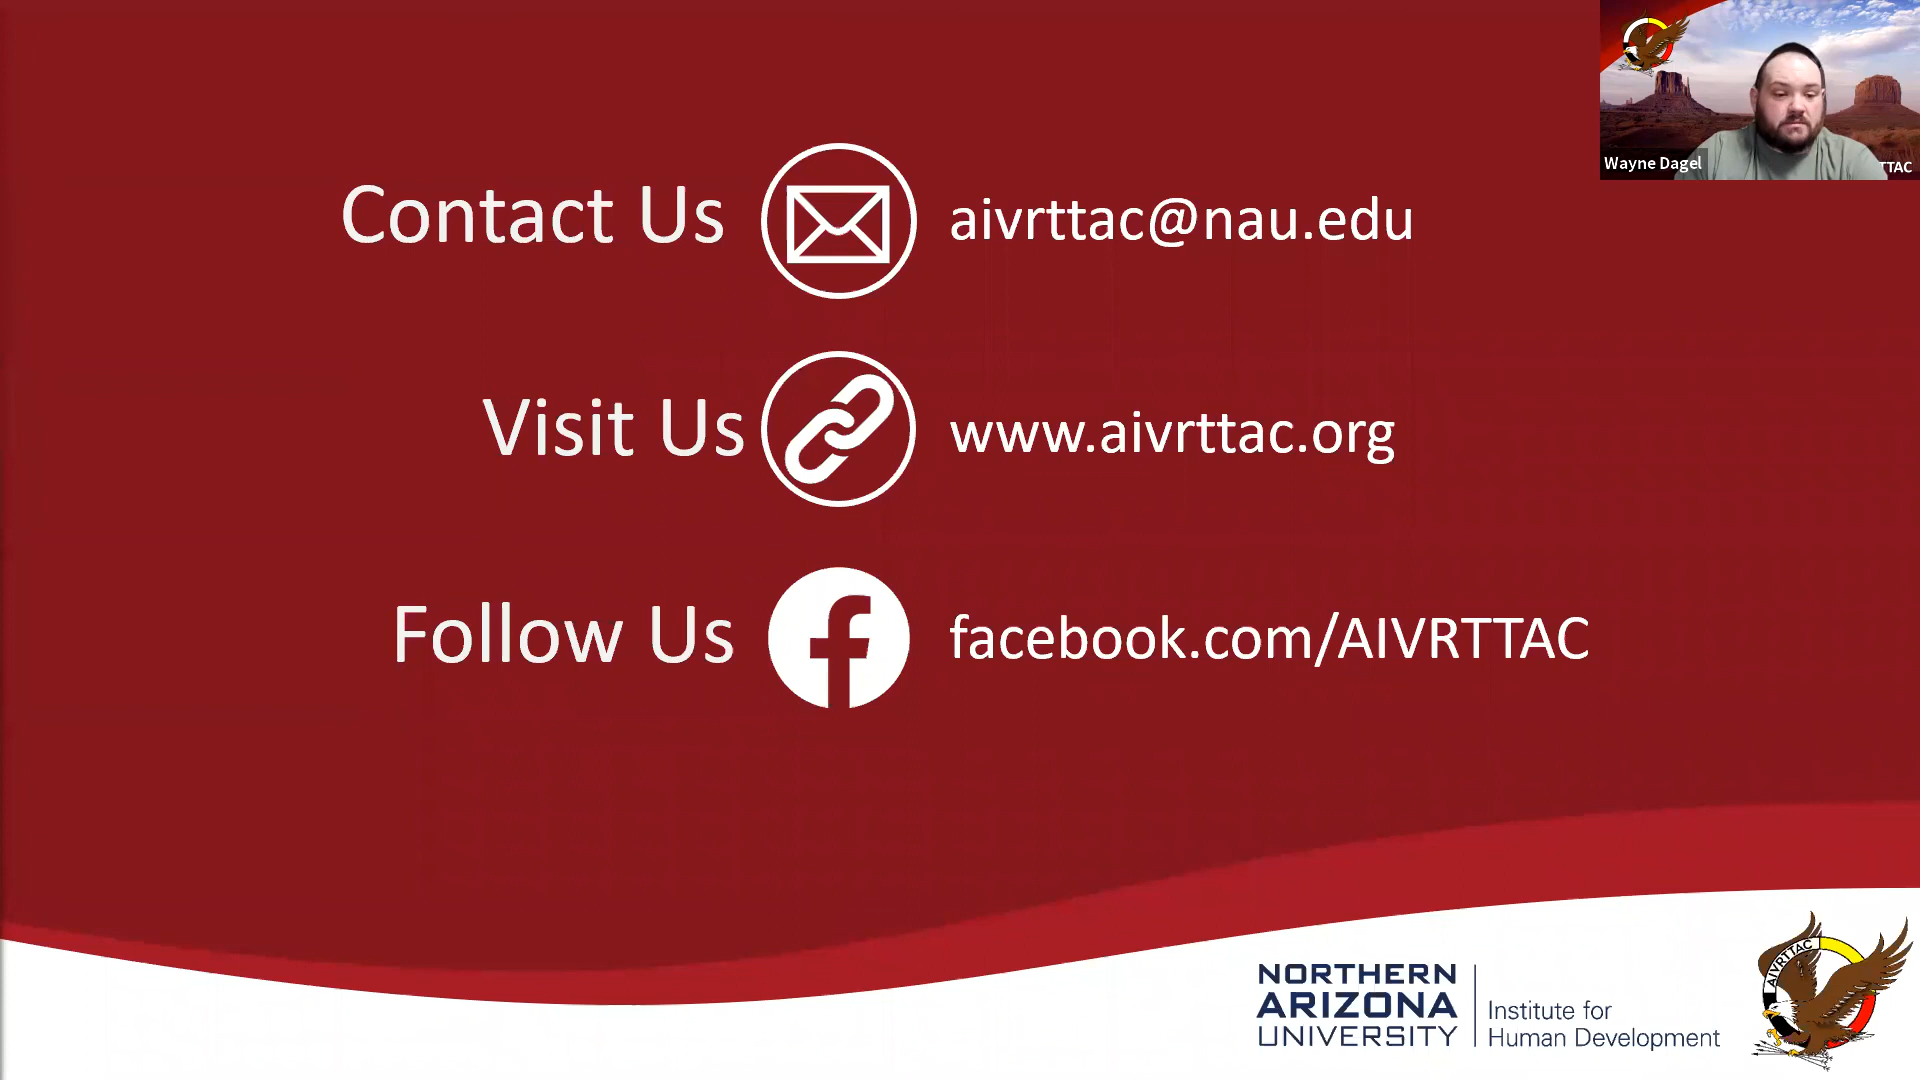 Contact Us aivrttac@nau.edu
Visit Us www.aivrttac.org
Follow Us facebook.com/AIVRTTAC
Wayne Dagel
TTAC
NORTHERN
ARIZONA
UNIVERSITY
Institute for
Human Development
AIVRTTAC